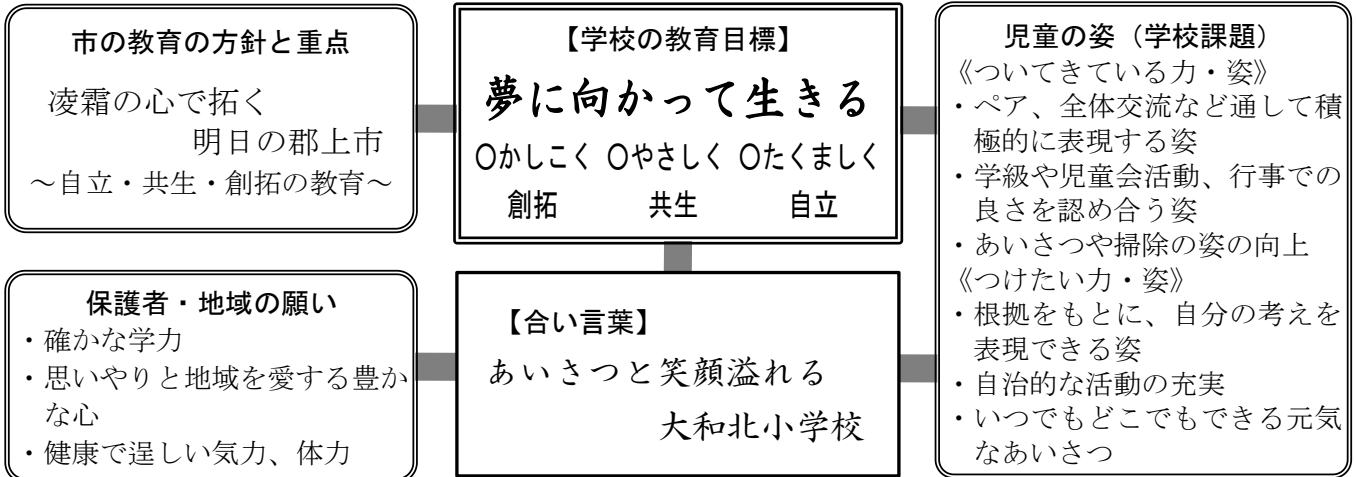 市の教育の方針と重点
凌霜の心で拓く
明日の郡上市
~自立・共生・創拓の教育~
保護者・地域の願い
・確かな学力
・思いやりと地域を愛する豊か
な心
・健康で逞しい気力、体力
【学校の教育目標】
夢に向かって生きる
○かしこく ○やさしく ○たくましく
創拓 共生 自立
【合い言葉】
あいさつと笑顔溢れる
大和北小学校
児童の姿(学校課題)
《ついてきている力・姿》
・ペア、全体交流など通して積
極的に表現する姿
・学級や児童会活動、行事での
良さを認め合う姿
・あいさつや掃除の姿の向上
《つけたい力・姿》
・根拠をもとに、自分の考えを
表現できる姿
・自治的な活動の充実
・いつでもどこでもできる元気
なあいさつ